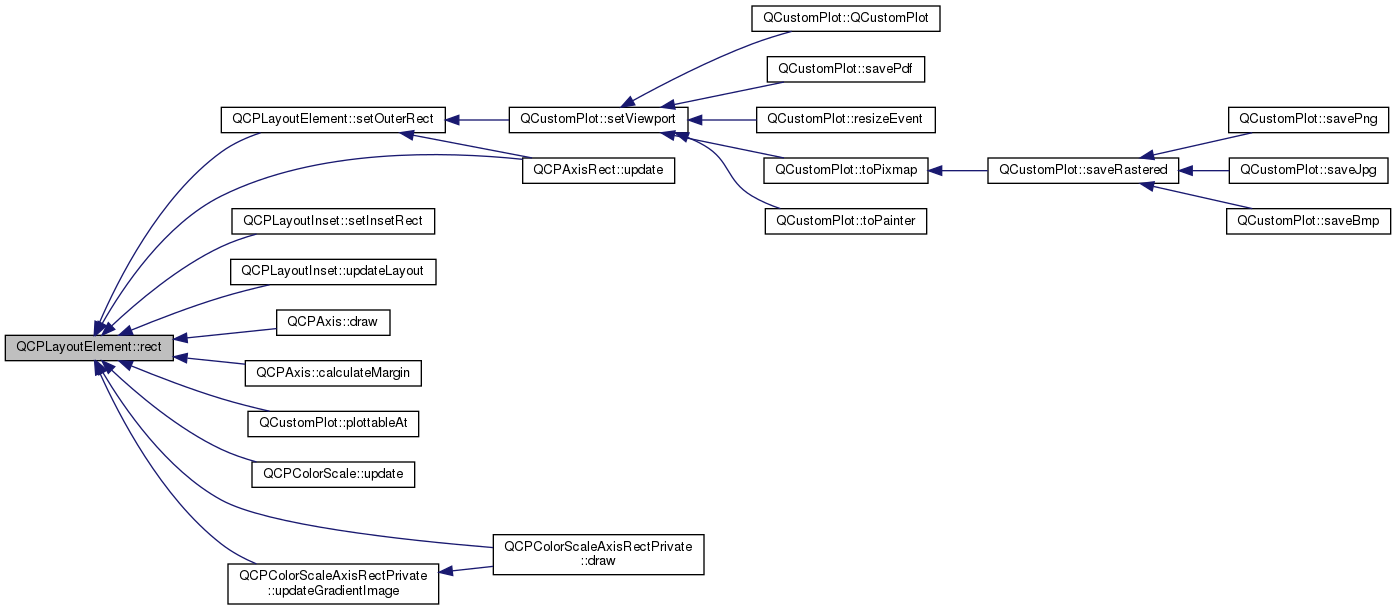 QCustomPlot::QCustomPlot
QCustomPlot::savePdf
QCPLayoutElement::setOuterRect
QCustomPlot::setViewport
QCustomPlot::resizeEvent
QCustomPlot::savePng
QCPAxisRect::update
QCustomPlot::toPixmap
QCustomPlot::saveRastered
QCustomPlot::saveJpg
QCPLayoutInset::setInsetRect
QCustomPlot::toPainter
QCustomPlot::saveBmp
QCPLayoutInset::updateLayout
QCPAxis::draw
QCPLayoutElement::rect
QCPAxis::calculateMargin
QCustomPlot::plottableAt
QCPColorScale::update
QCPColorScaleAxisRectPrivate
::draw
QCPColorScaleAxisRectPrivate
::updateGradientImage